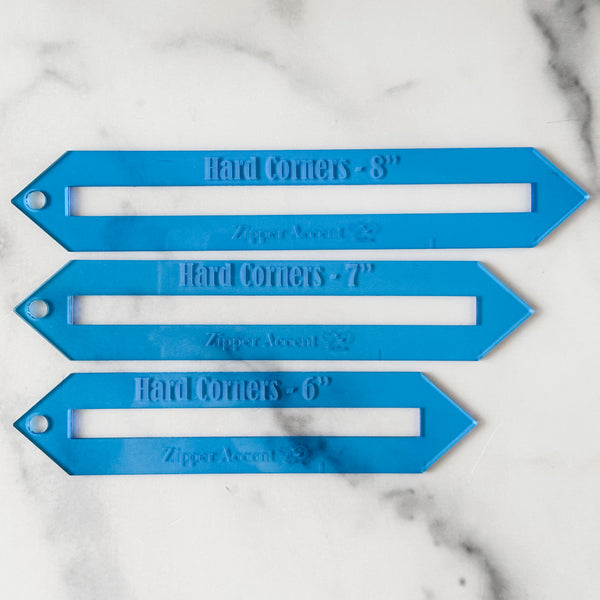 Hard Corners - 8”
Zipper Accent
Hard Corners - 7”
Zipper Accent
Hard Corners - 6”
Zipper Accent